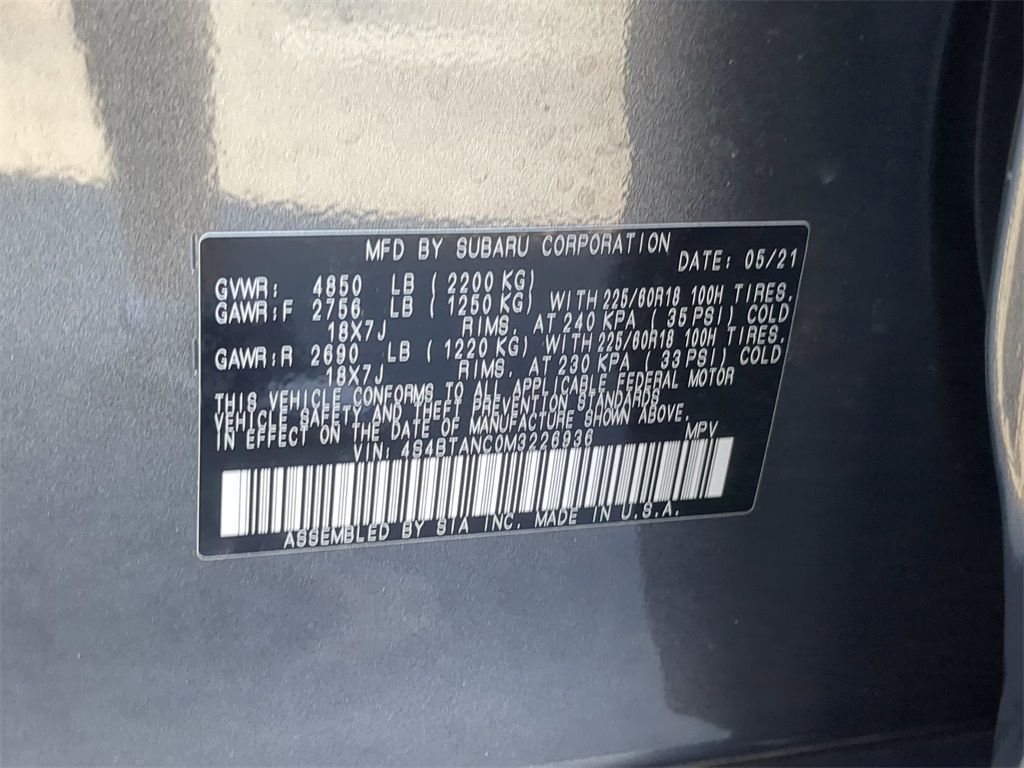 MFD BY SUBARU CORPORATION DATE: 05/21
GVWR: 4850 LB (2200 KG)
GAWR:F 2756 LB (1250 KG) WITH 225/60R18 100H TIRES,
18X7J RIMS, AT 240 KPA (35 PSI) COLD
GAWR:R 2690 LB (1220 KG) WITH 225/60R18 100H TIRES,
18X7J RIMS, AT 230 KPA (33 PSI) COLD
THIS VEHICLE CONFORMS TO ALL APPLICABLE FEDERAL MOTOR
VEHICLE SAFETY AND THEFT PREVENTION STANDARDS
IN EFFECT ON THE DATE OF MANUFACTURE SHOWN ABOVE.
VIN: 4S4BTANC0M3226936 MPV
ASSEMBLED BY SIA INC. MADE IN U.S.A.